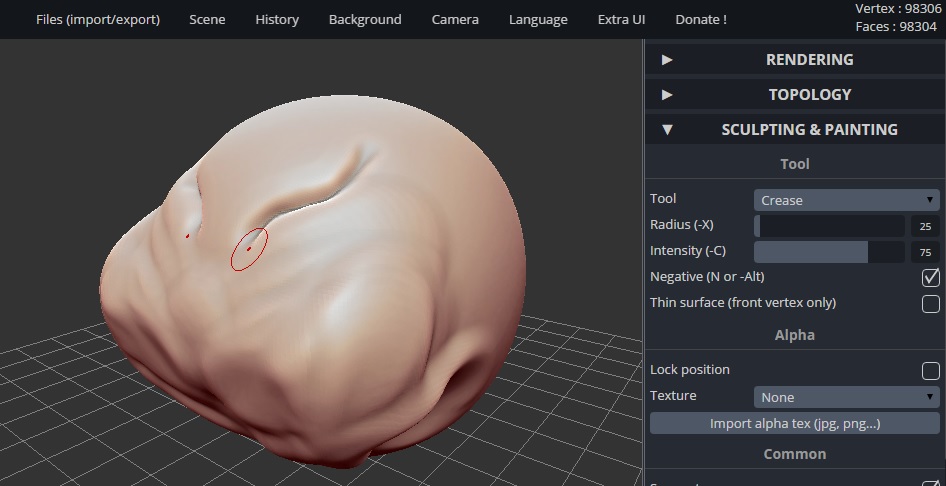 Files (import/export) Scene History Background Camera Language Extra UI Donate !
Vertex : 98306
Faces : 98304
▶ RENDERING
▶ TOPOLOGY
▼ SCULPTING & PAINTING
Tool
Tool Crease
Radius (-X) 25
Intensity (-C) 75
Negative (N or -Alt)
Thin surface (front vertex only)
Alpha
Lock position
Texture None
Import alpha tex (jpg, png...)
Common